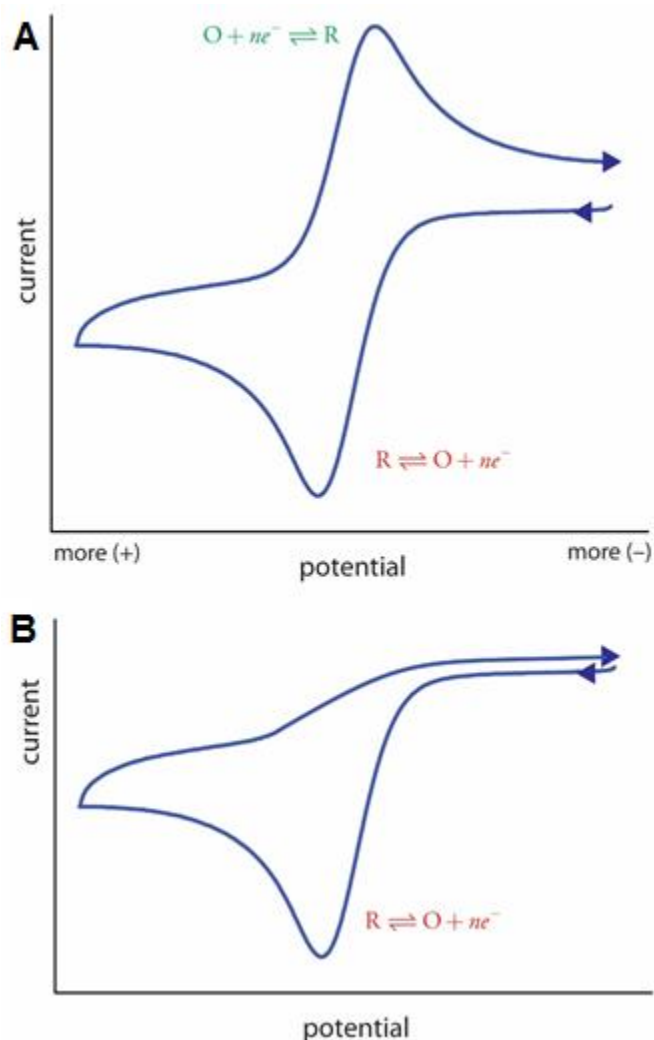 A
O + ne⁻ ⇌ R
current
R ⇌ O + ne⁻
more (+)
more (–)
potential
B
current
R ⇌ O + ne⁻
potential